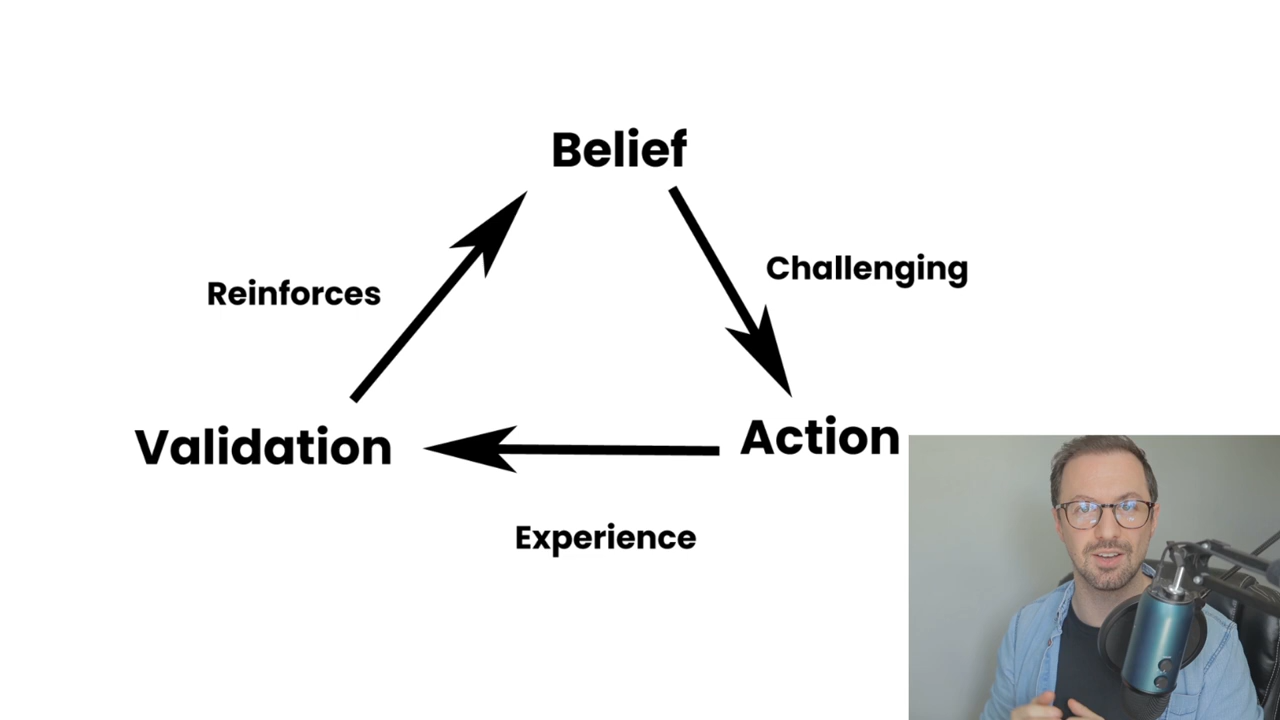 Belief
Challenging
Reinforces
Action
Validation
Experience